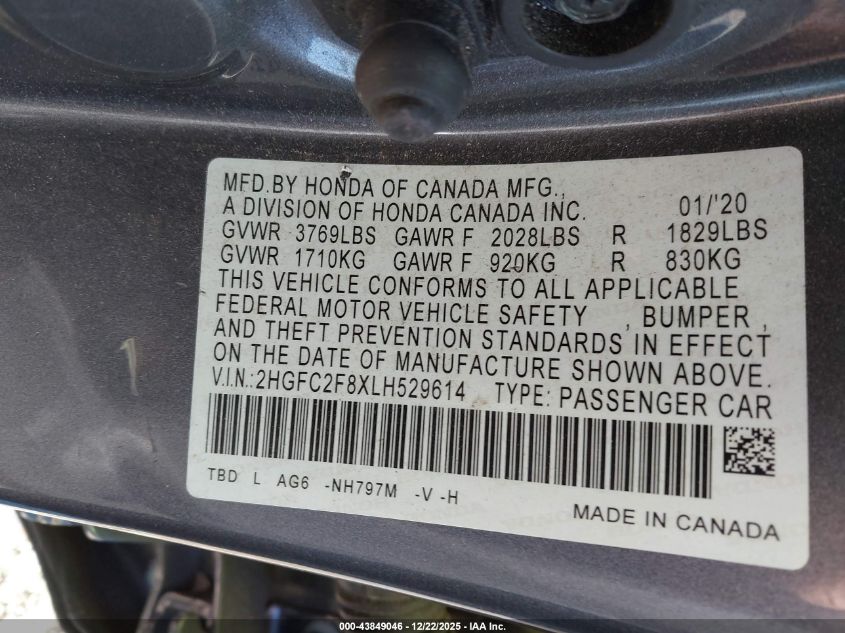 MFD.BY HONDA OF CANADA MFG.,
A DIVISION OF HONDA CANADA INC. 01/'20
GVWR 3769LBS GAWR F 2028LBS R 1829LBS
GVWR 1710KG GAWR F 920KG R 830KG
THIS VEHICLE CONFORMS TO ALL APPLICABLE
FEDERAL MOTOR VEHICLE SAFETY , BUMPER ,
AND THEFT PREVENTION STANDARDS IN EFFECT
ON THE DATE OF MANUFACTURE SHOWN ABOVE.
V.I.N.:2HGFC2F8XLH529614 TYPE: PASSENGER CAR
TBD L AG6 -NH797M -V -H
MADE IN CANADA
000-43849046 - 12/22/2025 - IAA Inc.